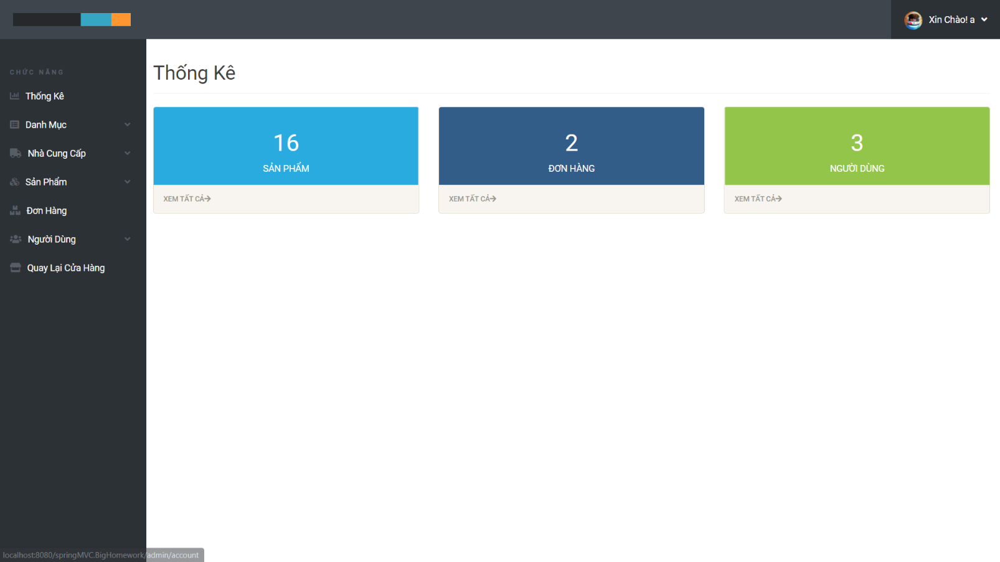 Xin Chào! a
CHỨC NĂNG
Thống Kê
Danh Mục
Nhà Cung Cấp
Sản Phẩm
Đơn Hàng
Người Dùng
Quay Lại Cửa Hàng
Thống Kê
16
SẢN PHẨM
XEM TẤT CẢ
2
ĐƠN HÀNG
XEM TẤT CẢ
3
NGƯỜI DÙNG
XEM TẤT CẢ
localhost:8080/springMVC.BigHomework/admin/account